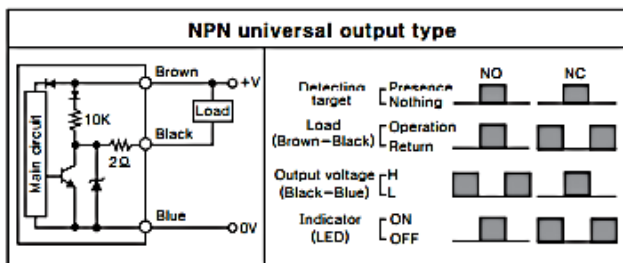 NPN universal output type
Brown
+V
Load
10K
Black
2Ω
Main circuit
Blue
0V
NO NC
Detecting target
Presence
Nothing
Load (Brown-Black)
Operation
Return
Output voltage (Black-Blue)
H
L
Indicator (LED)
ON
OFF